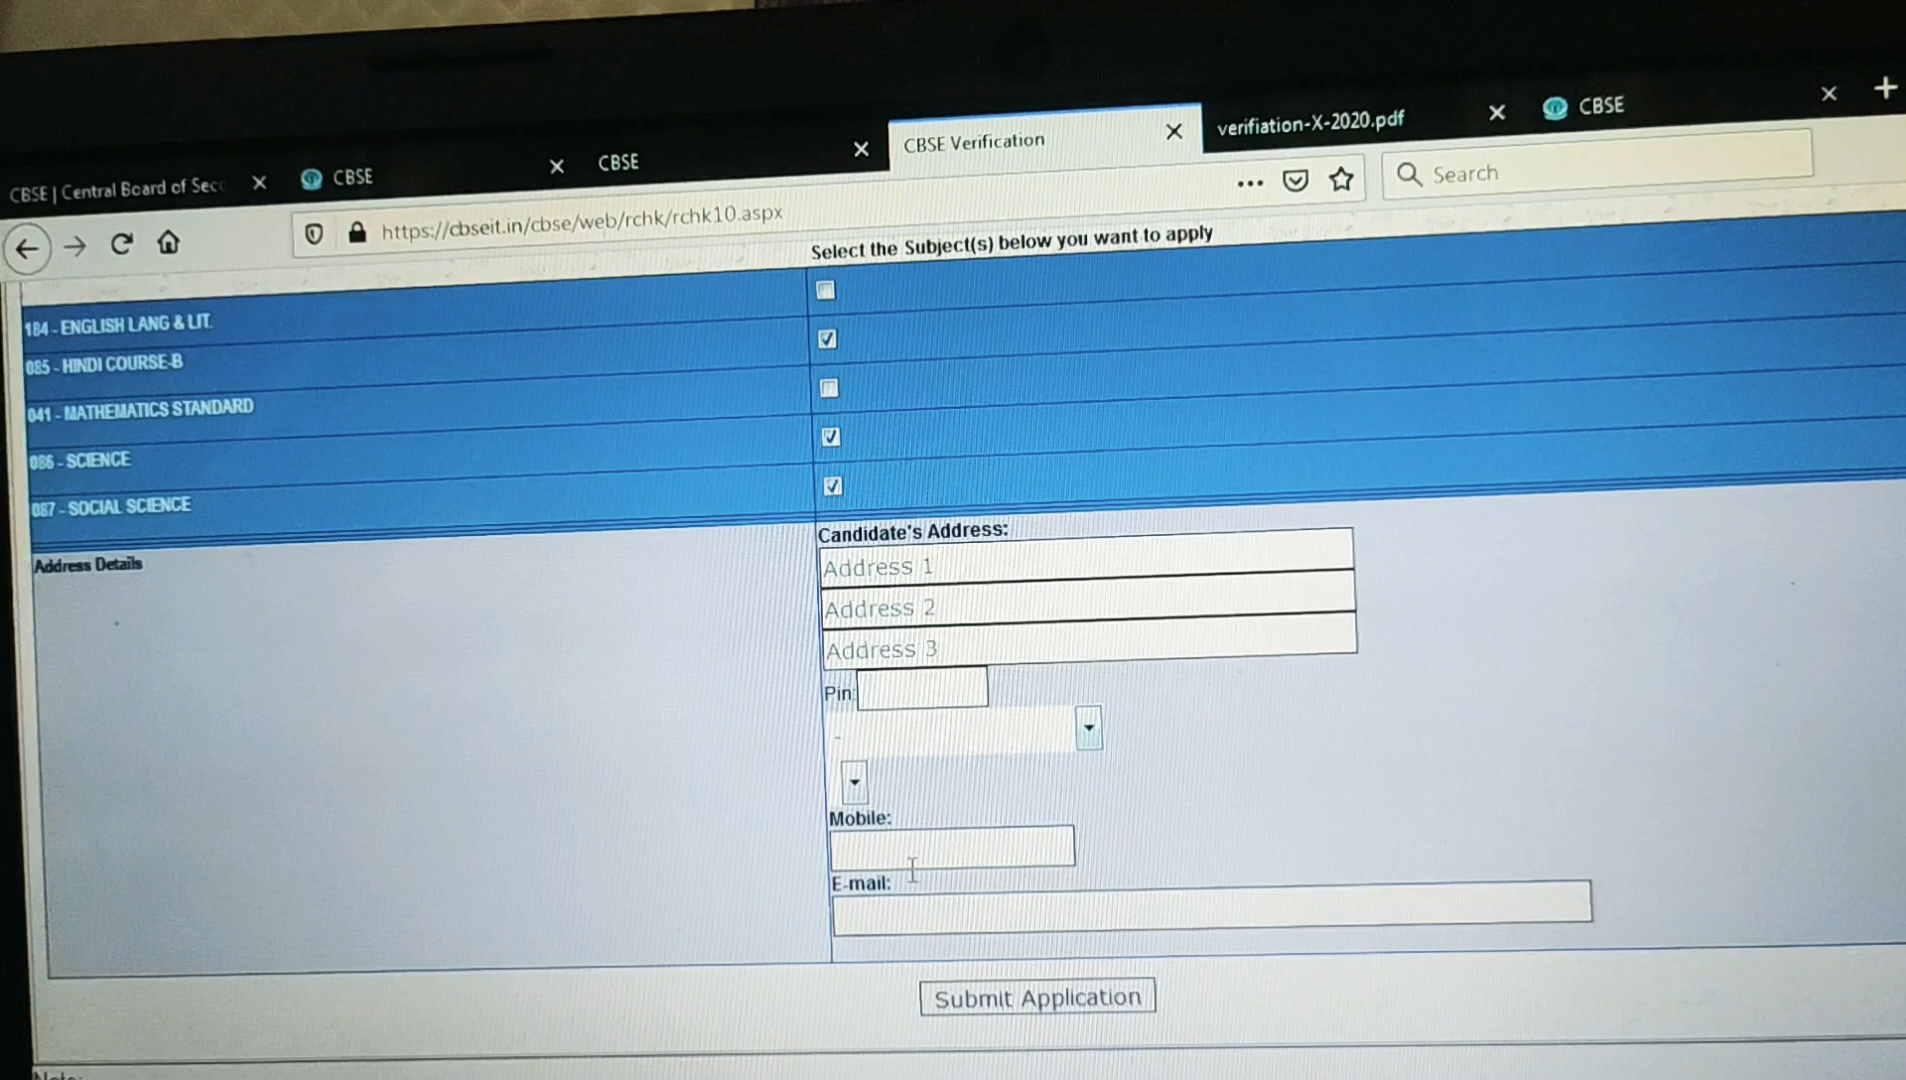 CBSE | Central Board of Seco
CBSE
CBSE
CBSE Verification
verifiation-X-2020.pdf
CBSE
https://cbseit.in/cbse/web/rchk/rchk10.aspx
Search
Select the Subject(s) below you want to apply
184 - ENGLISH LANG & LIT.
085 - HINDI COURSE-B
041 - MATHEMATICS STANDARD
086 - SCIENCE
087 - SOCIAL SCIENCE
Address Details
Candidate's Address:
Address 1
Address 2
Address 3
Pin:
-
Mobile:
E-mail:
Submit Application